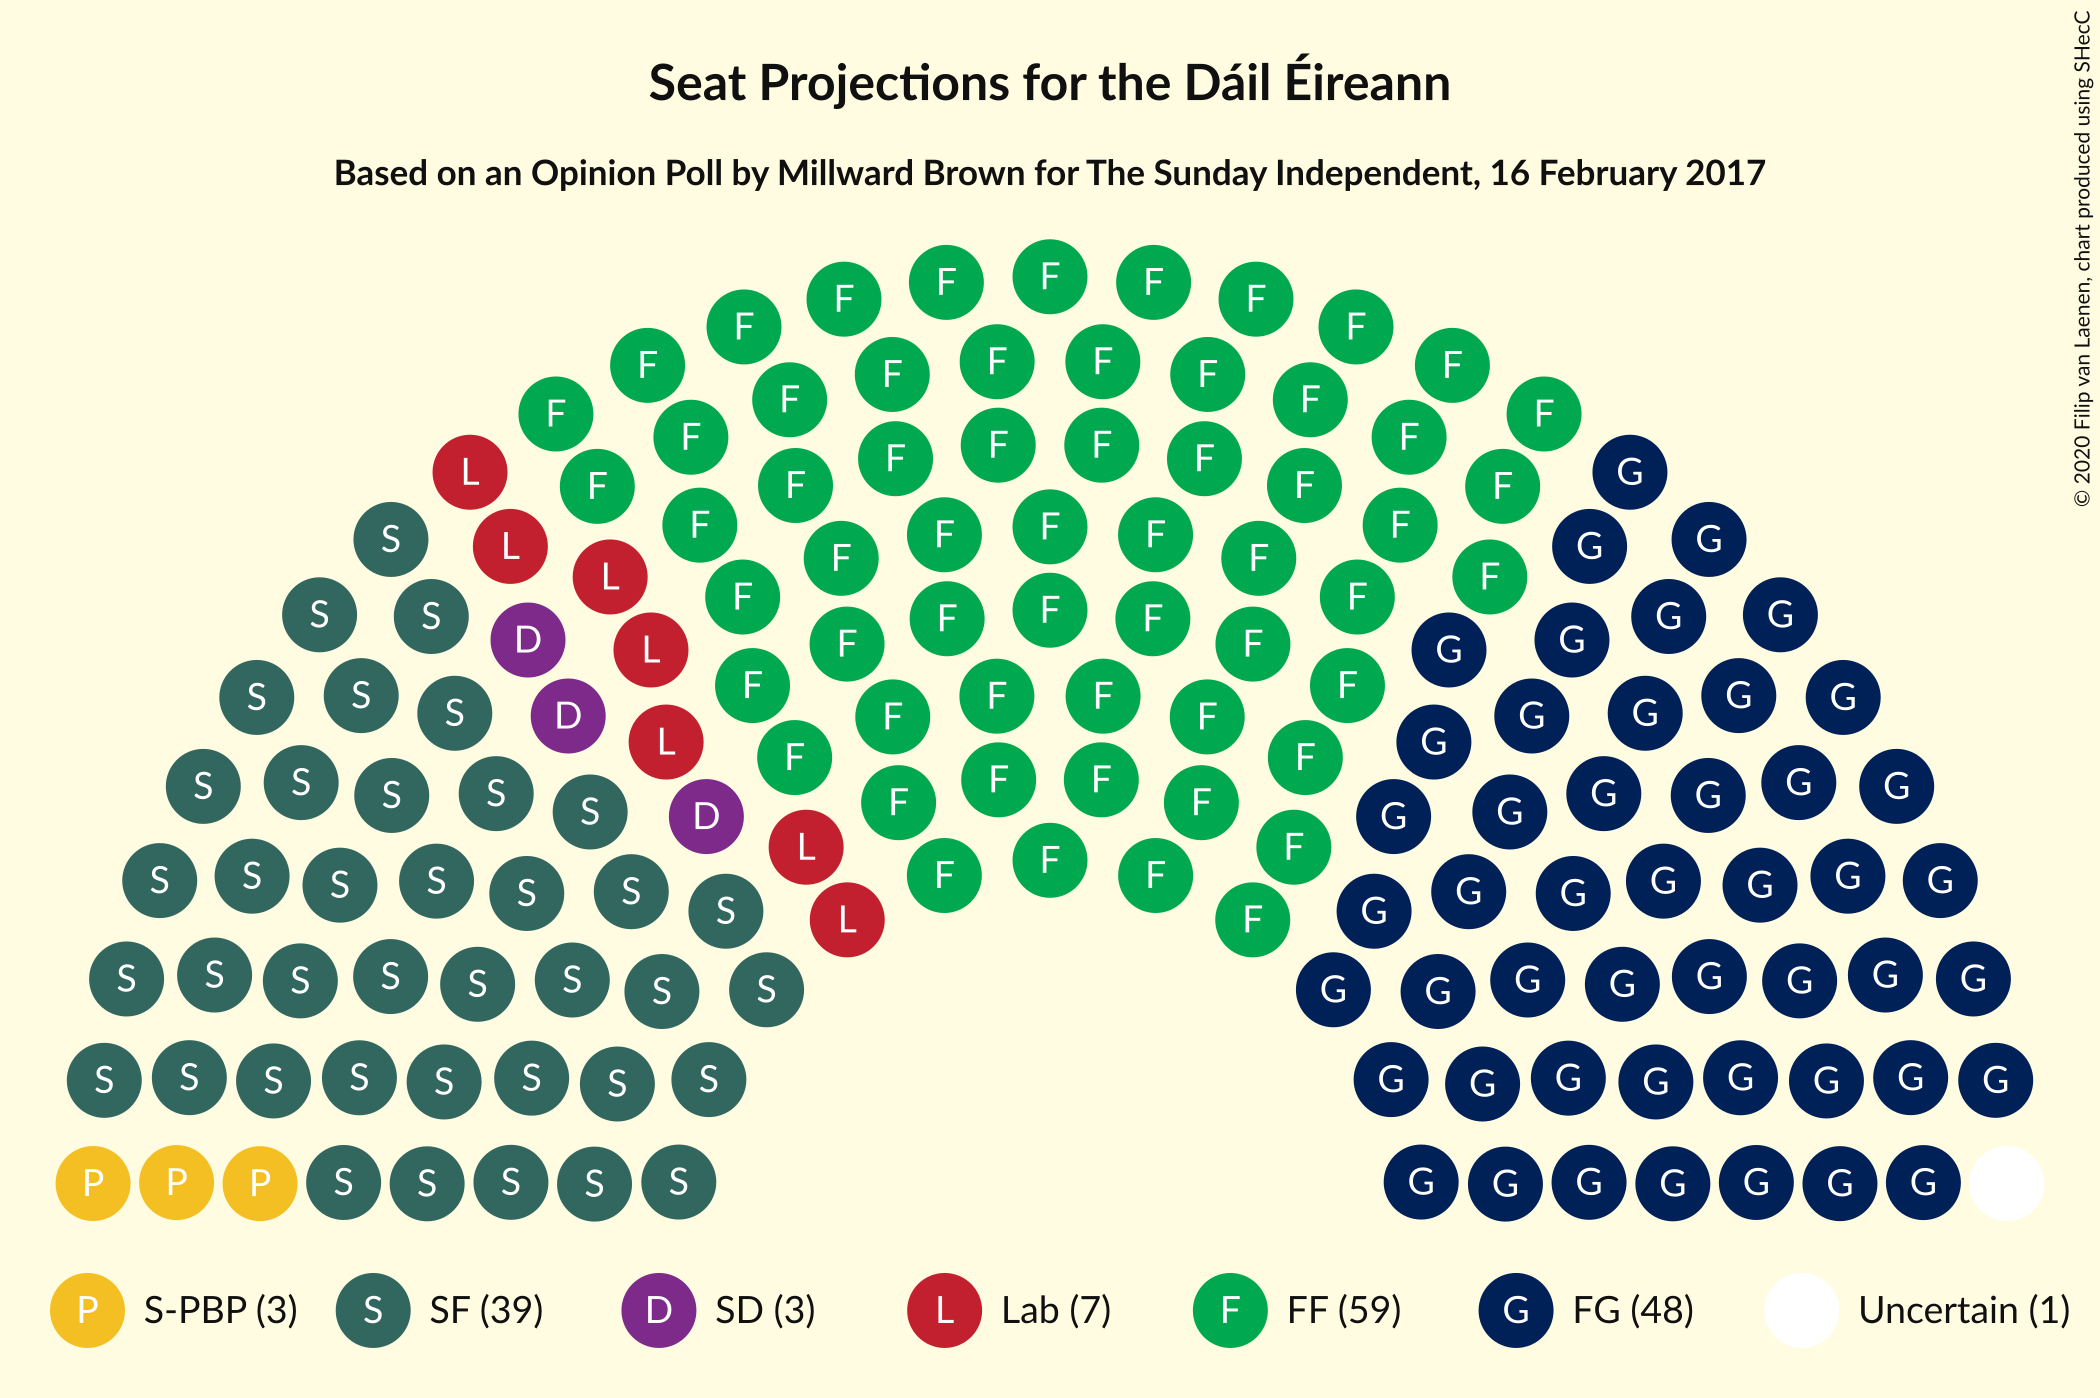 Seat Projections for the Dáil Éireann
Based on an Opinion Poll by Millward Brown for The Sunday Independent, 16 February 2017
© 2020 Filip van Laenen, chart produced using SHecC
F F F F F F F F F F F
F F F F F F F F F F
L F F F F F F F F G
S L F F F F F F F G G
S S L F F F F F F F G G G
S S D L F F F F F G G G G
S S S D L F F F F F F G G G G G
S S S S S D F F F F F F G G G G G G
S S S S S S S L F F F F G G G G G G G
S S S S S S S S L F G G G G G G G G
S S S S S S S S G G G G G G G G
P P P S S S S S G G G G G G G
P S-PBP (3) S SF (39) D SD (3) L Lab (7) F FF (59) G FG (48) Uncertain (1)